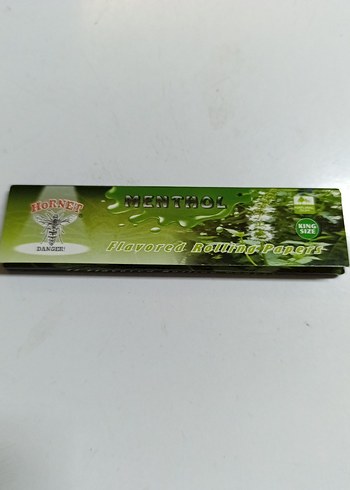 HORNET
DANGER!
MENTHOL
Flavored Rolling Papers
KING
SIZE